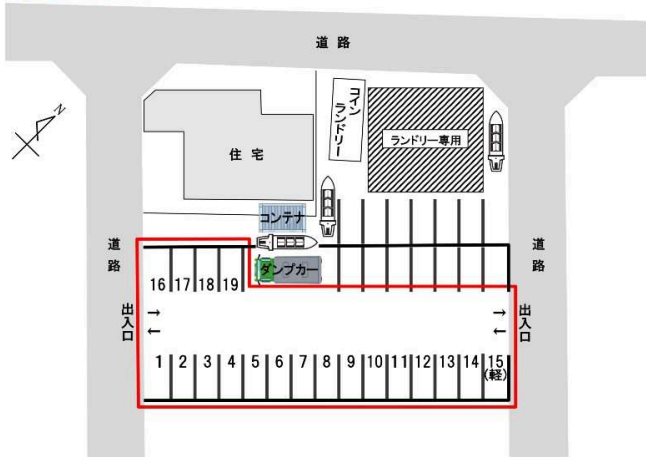 道路
コイン
ランドリー
ランドリー専用
住宅
N
コンテナ
道路
道路
ダンプカー
16 17 18 19
出入口
→
←
→
←
出入口
1 2 3 4 5 6 7 8 9 10 11 12 13 14 15
(軽)